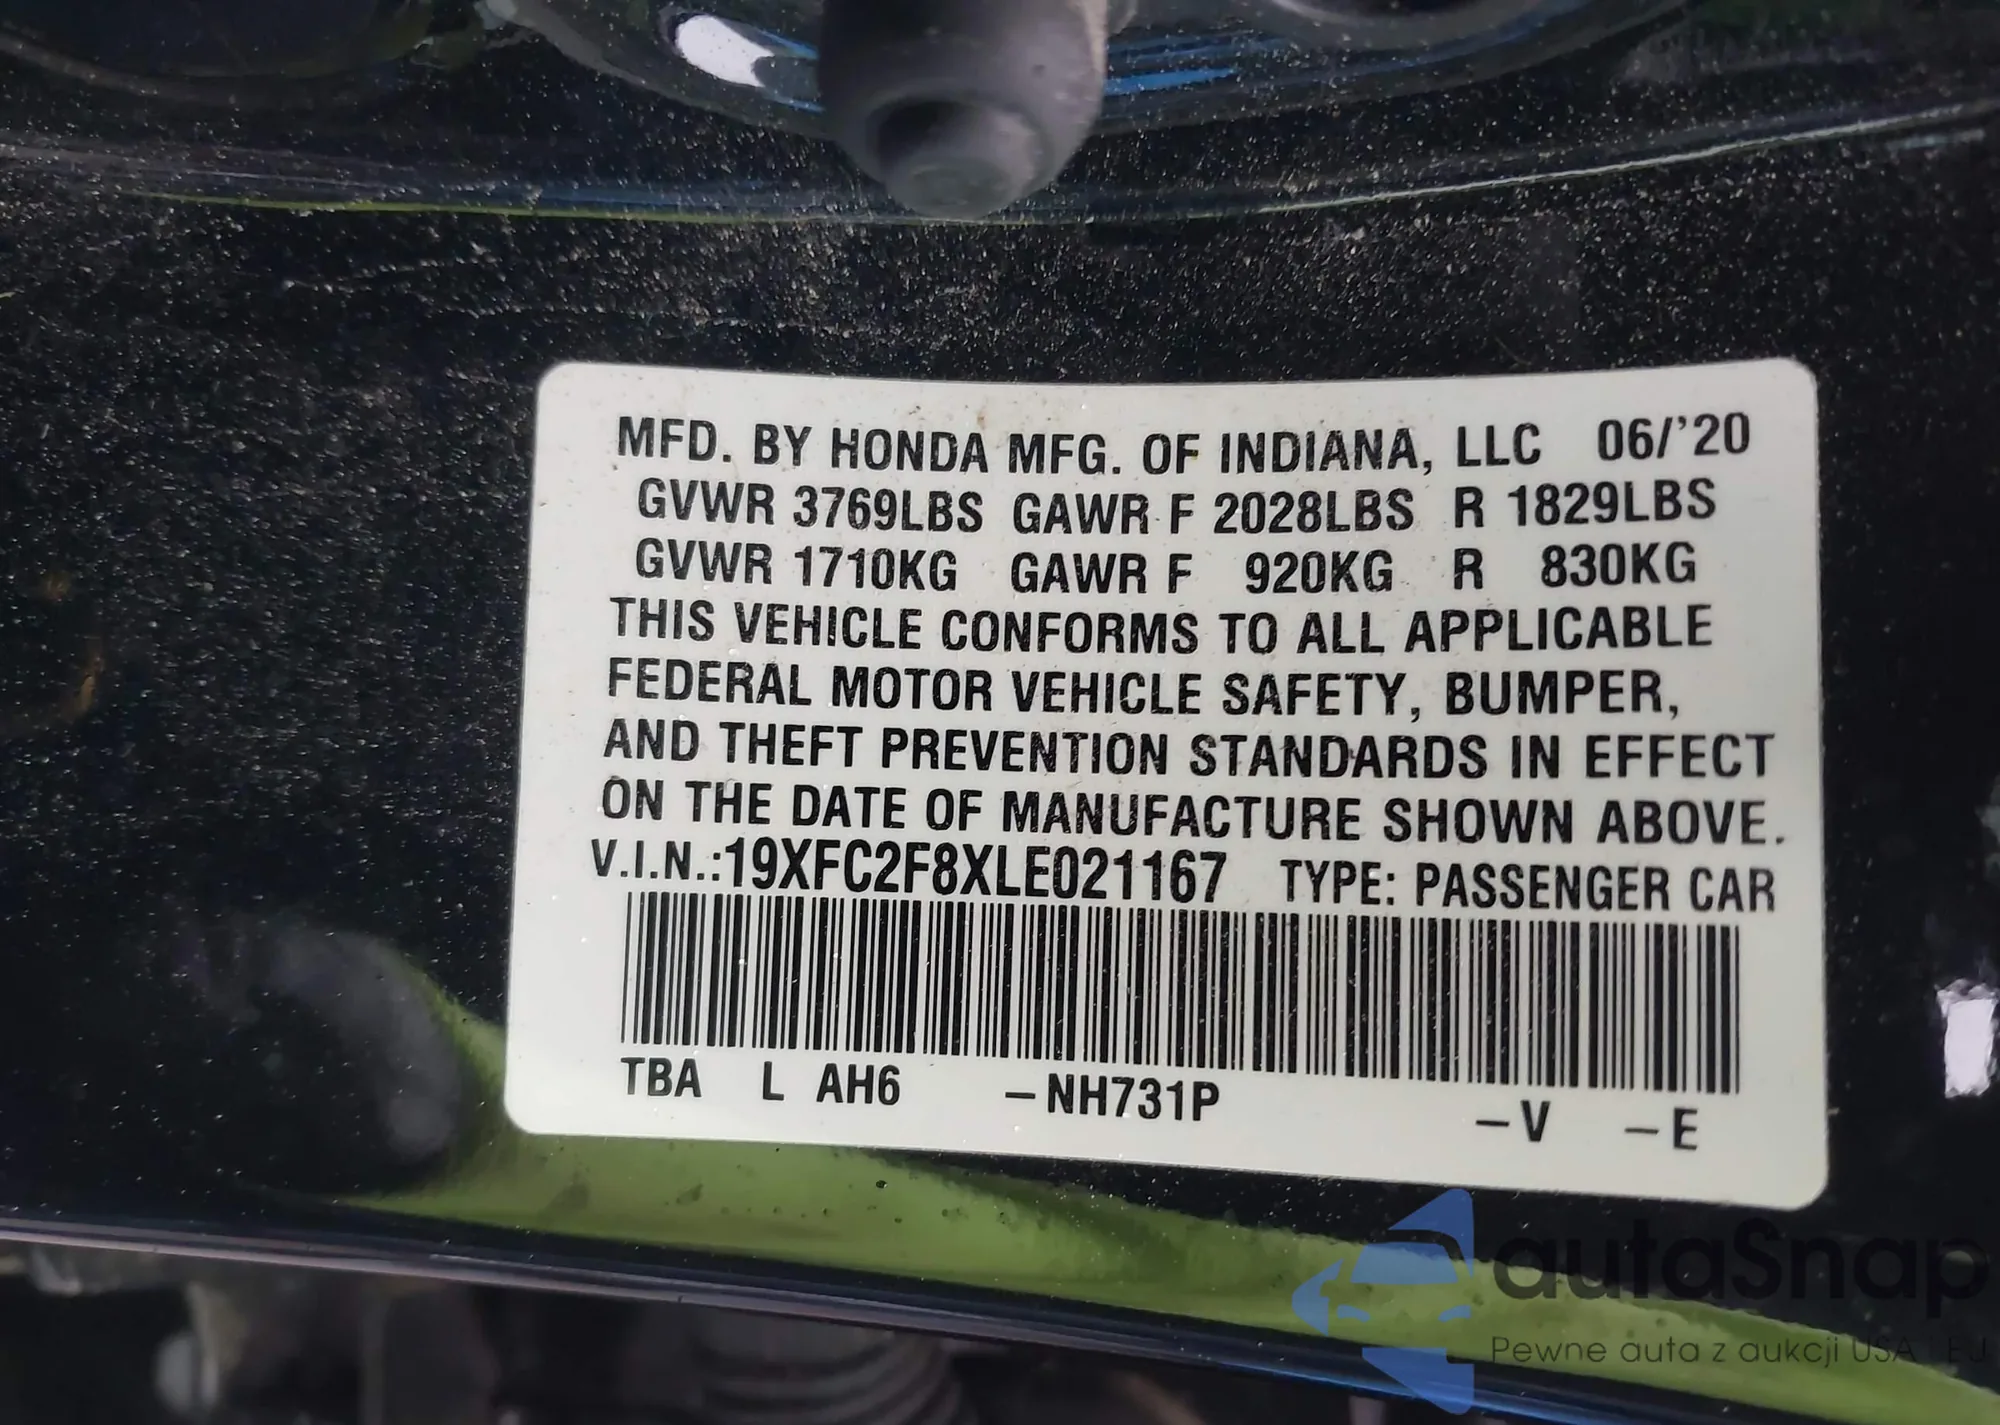 MFD. BY HONDA MFG. OF INDIANA, LLC 06/'20
GVWR 3769LBS GAWR F 2028LBS R 1829LBS
GVWR 1710KG GAWR F 920KG R 830KG
THIS VEHICLE CONFORMS TO ALL APPLICABLE
FEDERAL MOTOR VEHICLE SAFETY, BUMPER,
AND THEFT PREVENTION STANDARDS IN EFFECT
ON THE DATE OF MANUFACTURE SHOWN ABOVE.
V.I.N.:19XFC2F8XLE021167 TYPE: PASSENGER CAR
TBA L AH6 –NH731P –V –E
autaSnap
Pewne auta z aukcji USA i EU